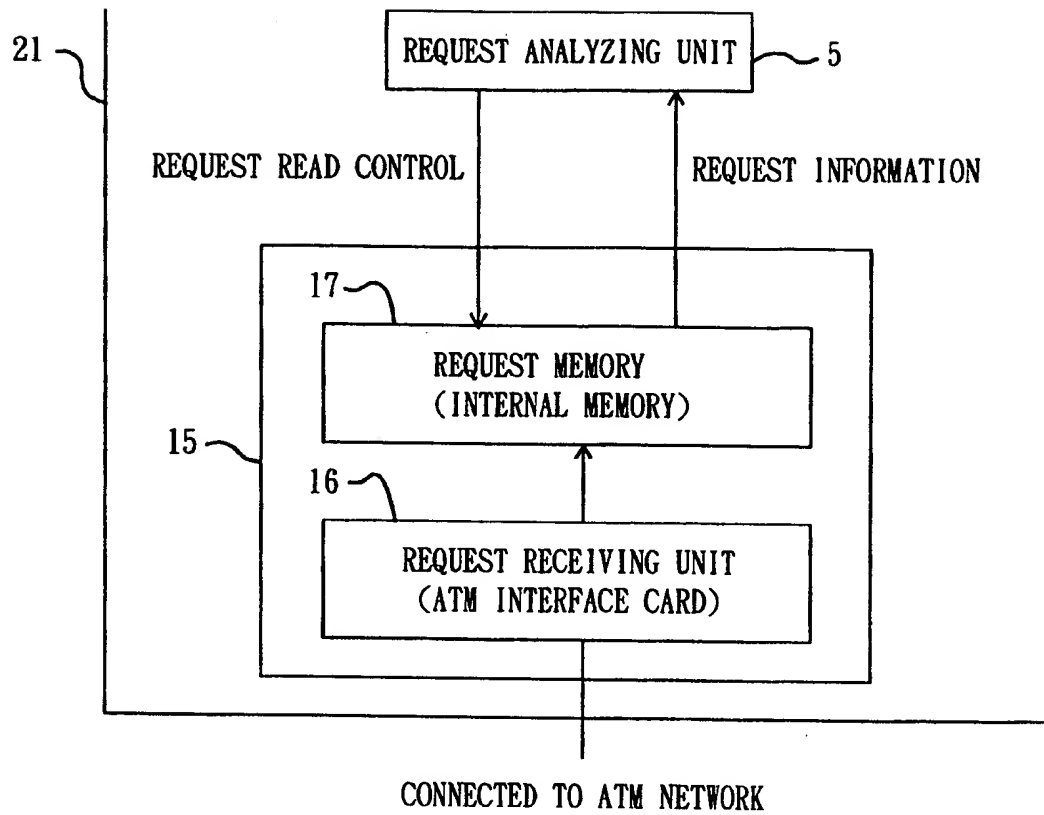 21
REQUEST ANALYZING UNIT
5
REQUEST READ CONTROL
REQUEST INFORMATION
17
REQUEST MEMORY
(INTERNAL MEMORY)
15
16
REQUEST RECEIVING UNIT
(ATM INTERFACE CARD)
CONNECTED TO ATM NETWORK